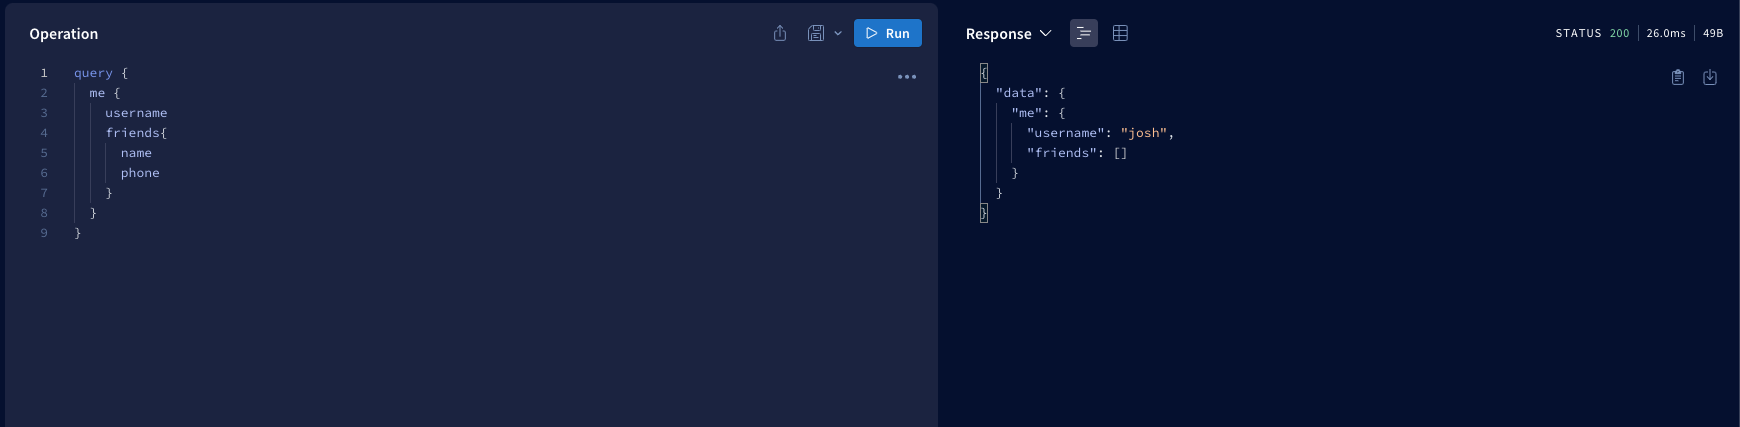 Operation
Run
1 query {
2 me {
3 username
4 friends{
5 name
6 phone
7 }
8 }
9 }
Response
STATUS 200 26.0ms 49B
{
"data": {
"me": {
"username": "josh",
"friends": []
}
}
}